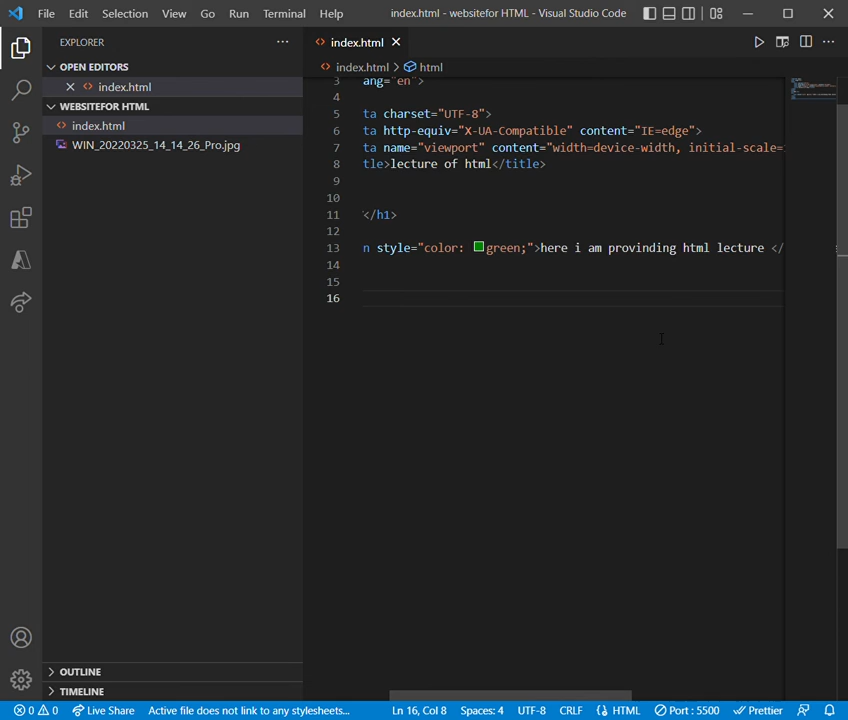 File Edit Selection View Go Run Terminal Help index.html - websitefor HTML - Visual Studio Code
EXPLORER
OPEN EDITORS
index.html
WEBSITEFOR HTML
index.html
WIN_20220325_14_14_26_Pro.jpg
OUTLINE
TIMELINE
index.html
index.html > html
3 ang="en">
4
5 ta charset="UTF-8">
6 ta http-equiv="X-UA-Compatible" content="IE=edge">
7 ta name="viewport" content="width=device-width, initial-scale=
8 tle>lecture of html</title>
9
10
11 </h1>
12
13 n style="color: green;">here i am provinding html lecture </
14
15
16
0 0 Live Share Active file does not link to any stylesheets... Ln 16, Col 8 Spaces: 4 UTF-8 CRLF HTML Port : 5500 Prettier